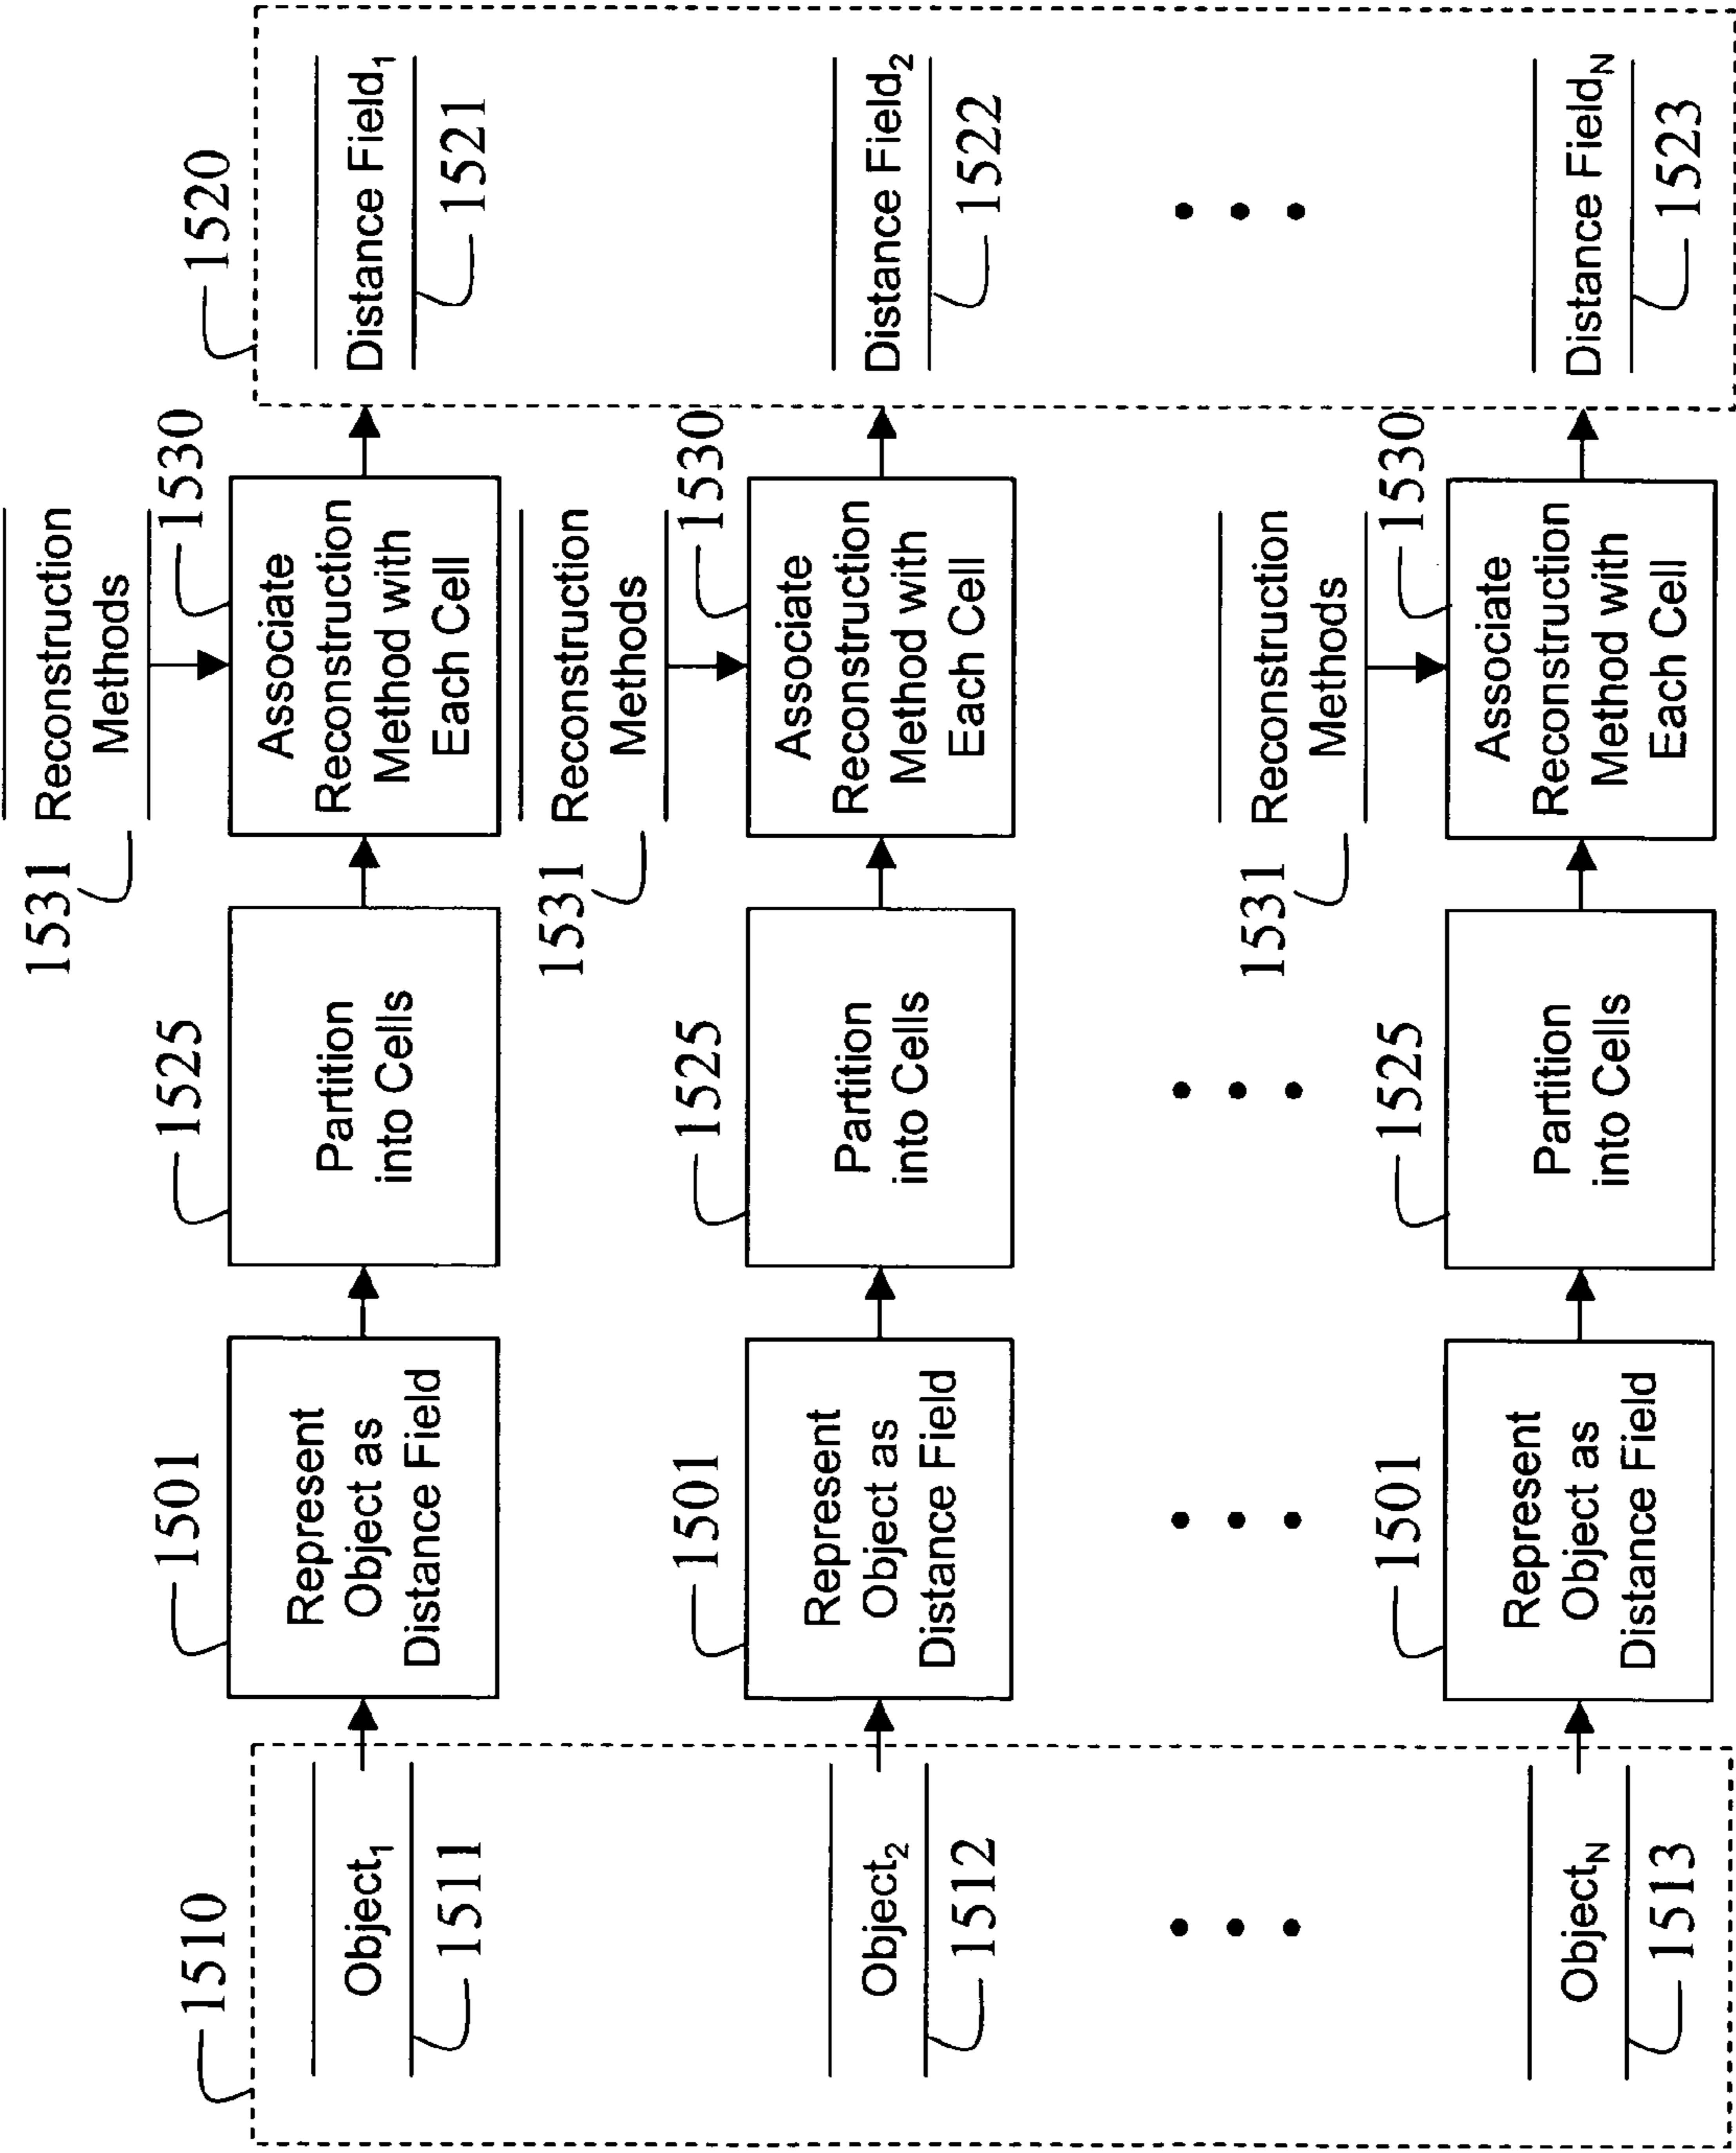 1510
Object1
1511
1501
Represent
Object as
Distance Field
1525
Partition
into Cells
1531
Reconstruction
Methods
1530
Associate
Reconstruction
Method with
Each Cell
1520
Distance Field1
1521
Object2
1512
1501
Represent
Object as
Distance Field
1525
Partition
into Cells
1531
Reconstruction
Methods
1530
Associate
Reconstruction
Method with
Each Cell
Distance Field2
1522
ObjectN
1513
1501
Represent
Object as
Distance Field
1525
Partition
into Cells
1531
Reconstruction
Methods
1530
Associate
Reconstruction
Method with
Each Cell
Distance FieldN
1523